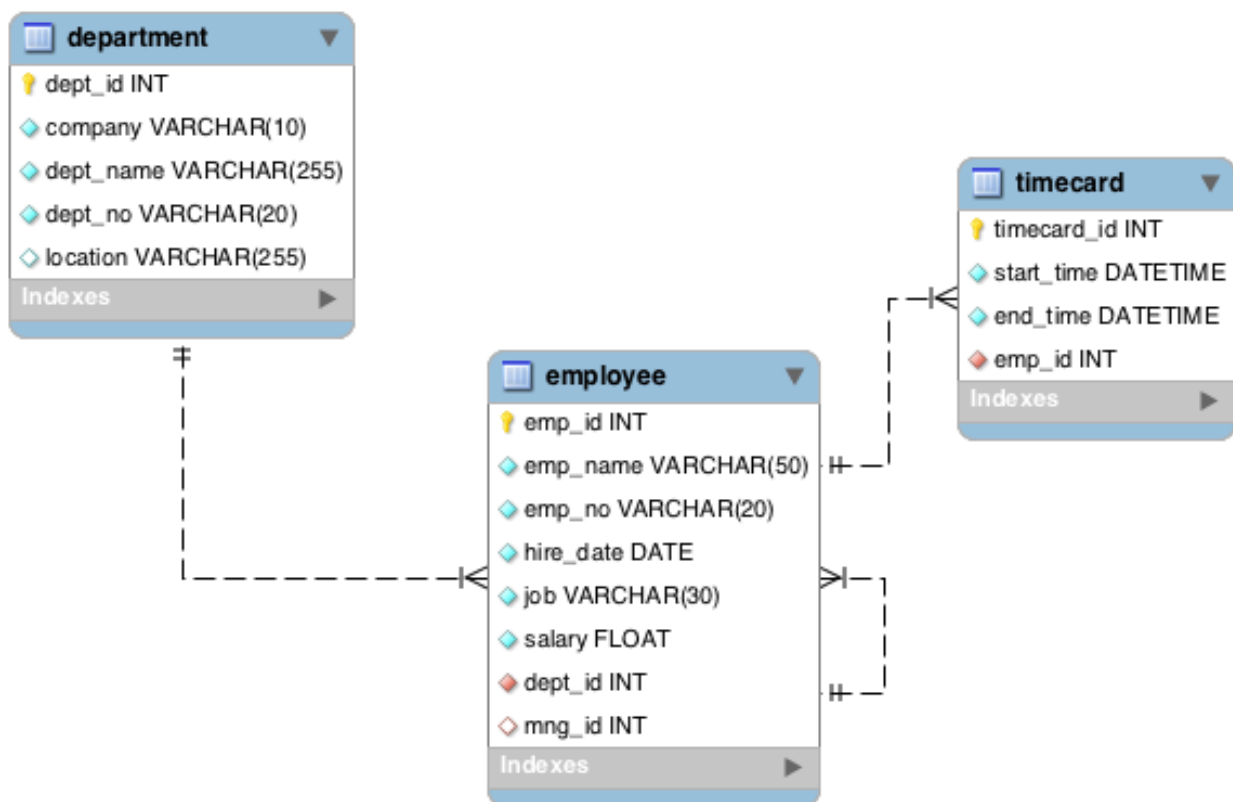 department
dept_id INT
company VARCHAR(10)
dept_name VARCHAR(255)
dept_no VARCHAR(20)
location VARCHAR(255)
Indexes
timecard
timecard_id INT
start_time DATETIME
end_time DATETIME
emp_id INT
Indexes
employee
emp_id INT
emp_name VARCHAR(50)
emp_no VARCHAR(20)
hire_date DATE
job VARCHAR(30)
salary FLOAT
dept_id INT
mng_id INT
Indexes